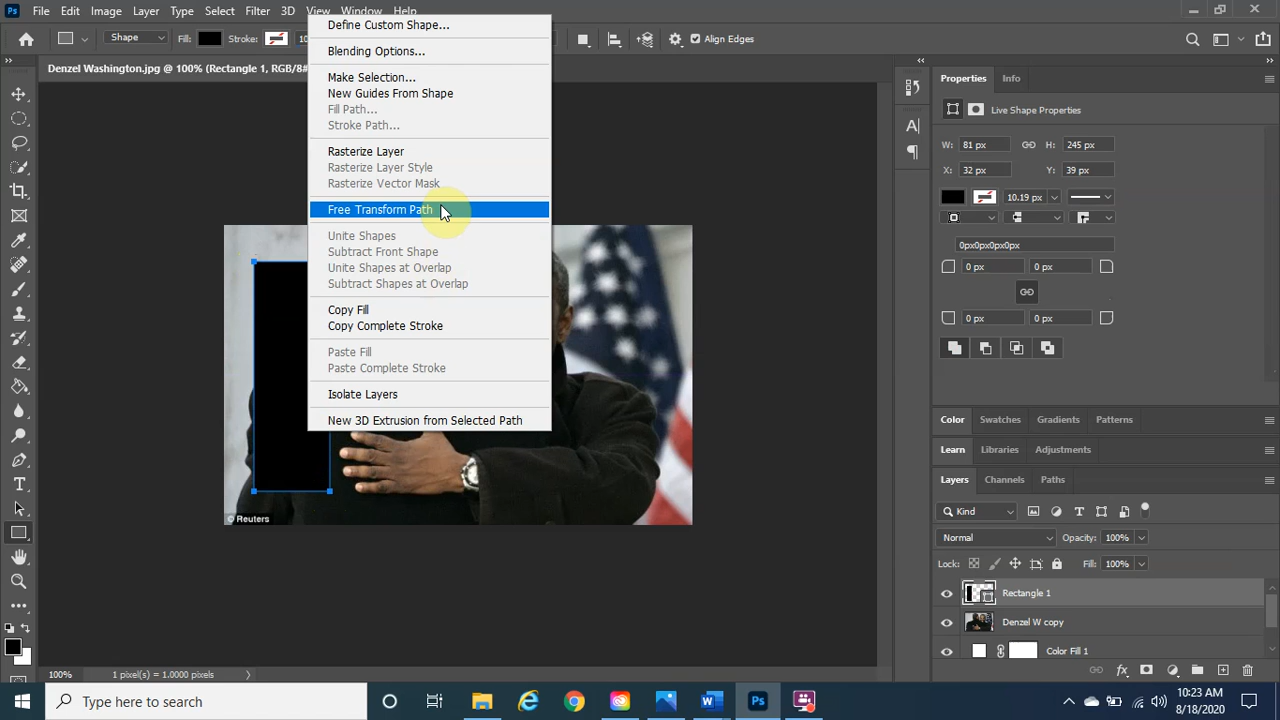 Ps File Edit Image Layer Type Select Filter 3D View Window Help
Shape Fill: Stroke: 10 Align Edges
Denzel Washington.jpg @ 100% (Rectangle 1, RGB/8#
Define Custom Shape...
Blending Options...
Make Selection...
New Guides From Shape
Fill Path...
Stroke Path...
Rasterize Layer
Rasterize Layer Style
Rasterize Vector Mask
Free Transform Path
Unite Shapes
Subtract Front Shape
Unite Shapes at Overlap
Subtract Shapes at Overlap
Copy Fill
Copy Complete Stroke
Paste Fill
Paste Complete Stroke
Isolate Layers
New 3D Extrusion from Selected Path
© Reuters
Properties Info
Live Shape Properties
W: 81 px H: 245 px
X: 32 px Y: 39 px
10.19 px
0px0px0px0px
0 px 0 px
0 px 0 px
Color Swatches Gradients Patterns
Learn Libraries Adjustments
Layers Channels Paths
Kind
Normal Opacity: 100%
Lock: Fill: 100%
Rectangle 1
Denzel W copy
Color Fill 1
fx
100% 1 pixel(s) = 1.0000 pixels
Type here to search
Ps
10:23 AM
8/18/2020